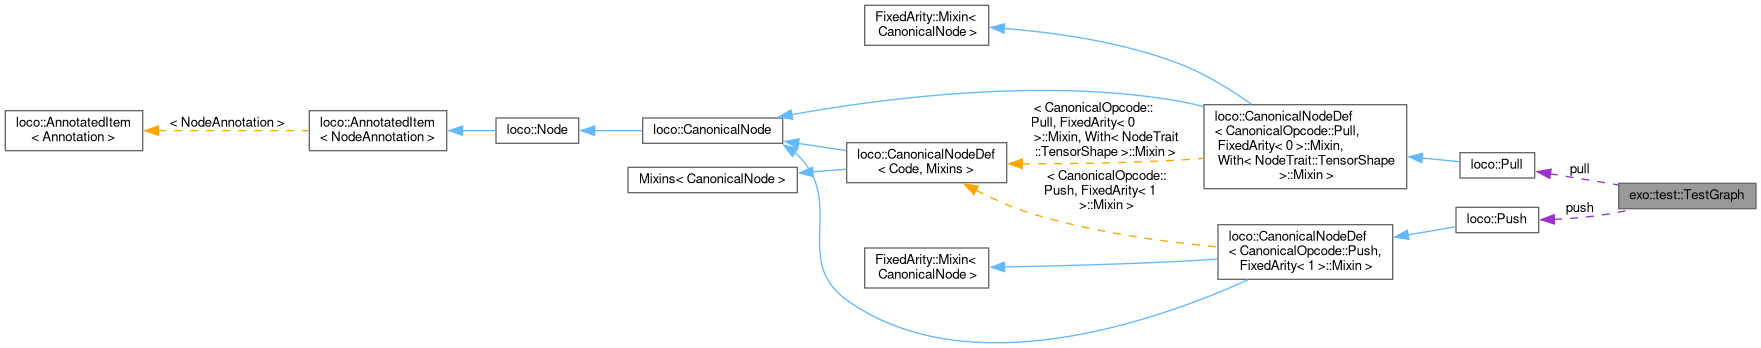 FixedArity::Mixin<
CanonicalNode >
loco::AnnotatedItem
< Annotation >
< NodeAnnotation >
loco::AnnotatedItem
< NodeAnnotation >
loco::Node
loco::CanonicalNode
Mixins< CanonicalNode >
loco::CanonicalNodeDef
< Code, Mixins >
< CanonicalOpcode::
Pull, FixedArity< 0
>::Mixin, With< NodeTrait
::TensorShape >::Mixin >
< CanonicalOpcode::
Push, FixedArity< 1
>::Mixin >
loco::CanonicalNodeDef
< CanonicalOpcode::Pull,
FixedArity< 0 >::Mixin,
With< NodeTrait::TensorShape
>::Mixin >
loco::Pull
pull
exo::test::TestGraph
push
loco::Push
loco::CanonicalNodeDef
< CanonicalOpcode::Push,
FixedArity< 1 >::Mixin >
FixedArity::Mixin<
CanonicalNode >